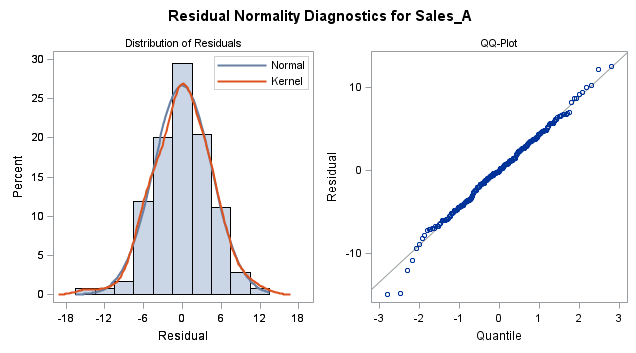 Residual Normality Diagnostics for Sales_A
Distribution of Residuals
QQ-Plot
Normal
Kernel
Percent
30
25
20
15
10
5
0
-18 -12 -6 0 6 12 18
Residual
Residual
10
0
-10
-3 -2 -1 0 1 2 3
Quantile